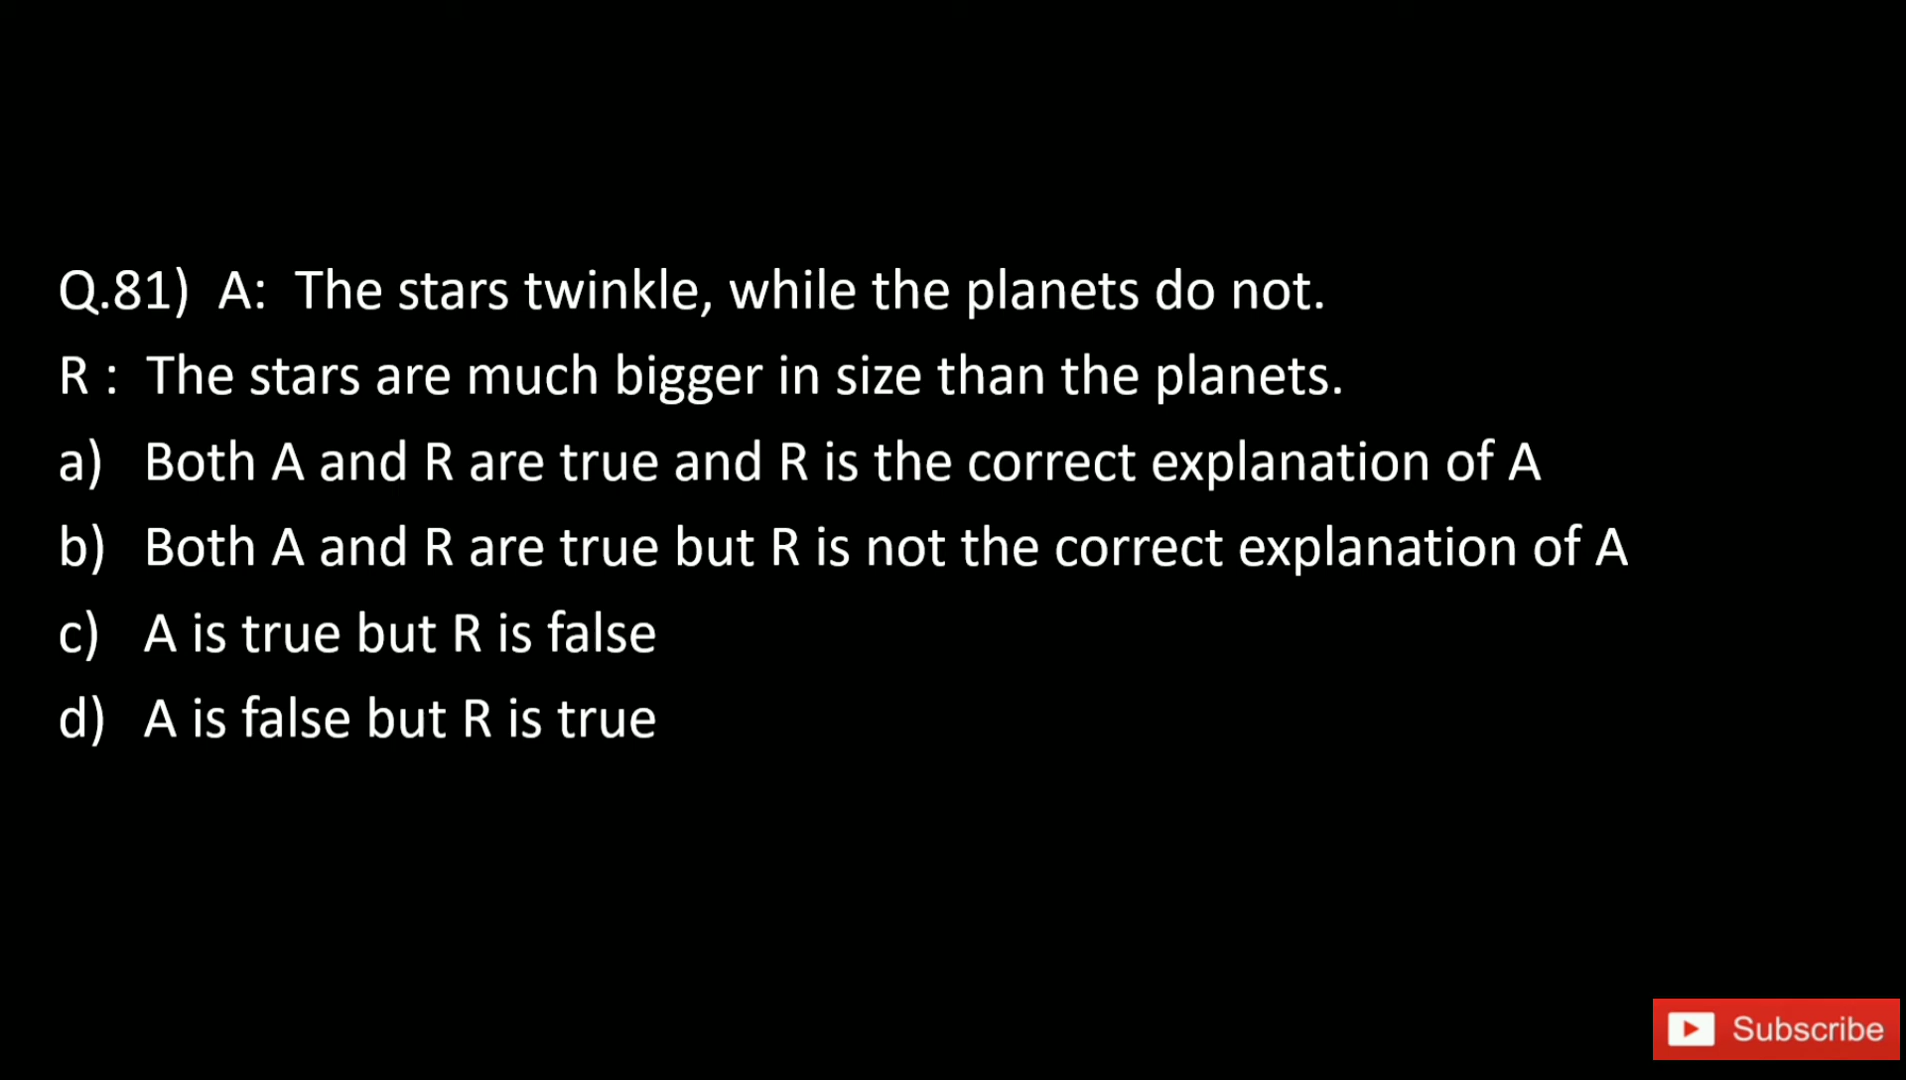 Q.81) A: The stars twinkle, while the planets do not.
R : The stars are much bigger in size than the planets.
a) Both A and R are true and R is the correct explanation of A
b) Both A and R are true but R is not the correct explanation of A
c) A is true but R is false
d) A is false but R is true
Subscribe